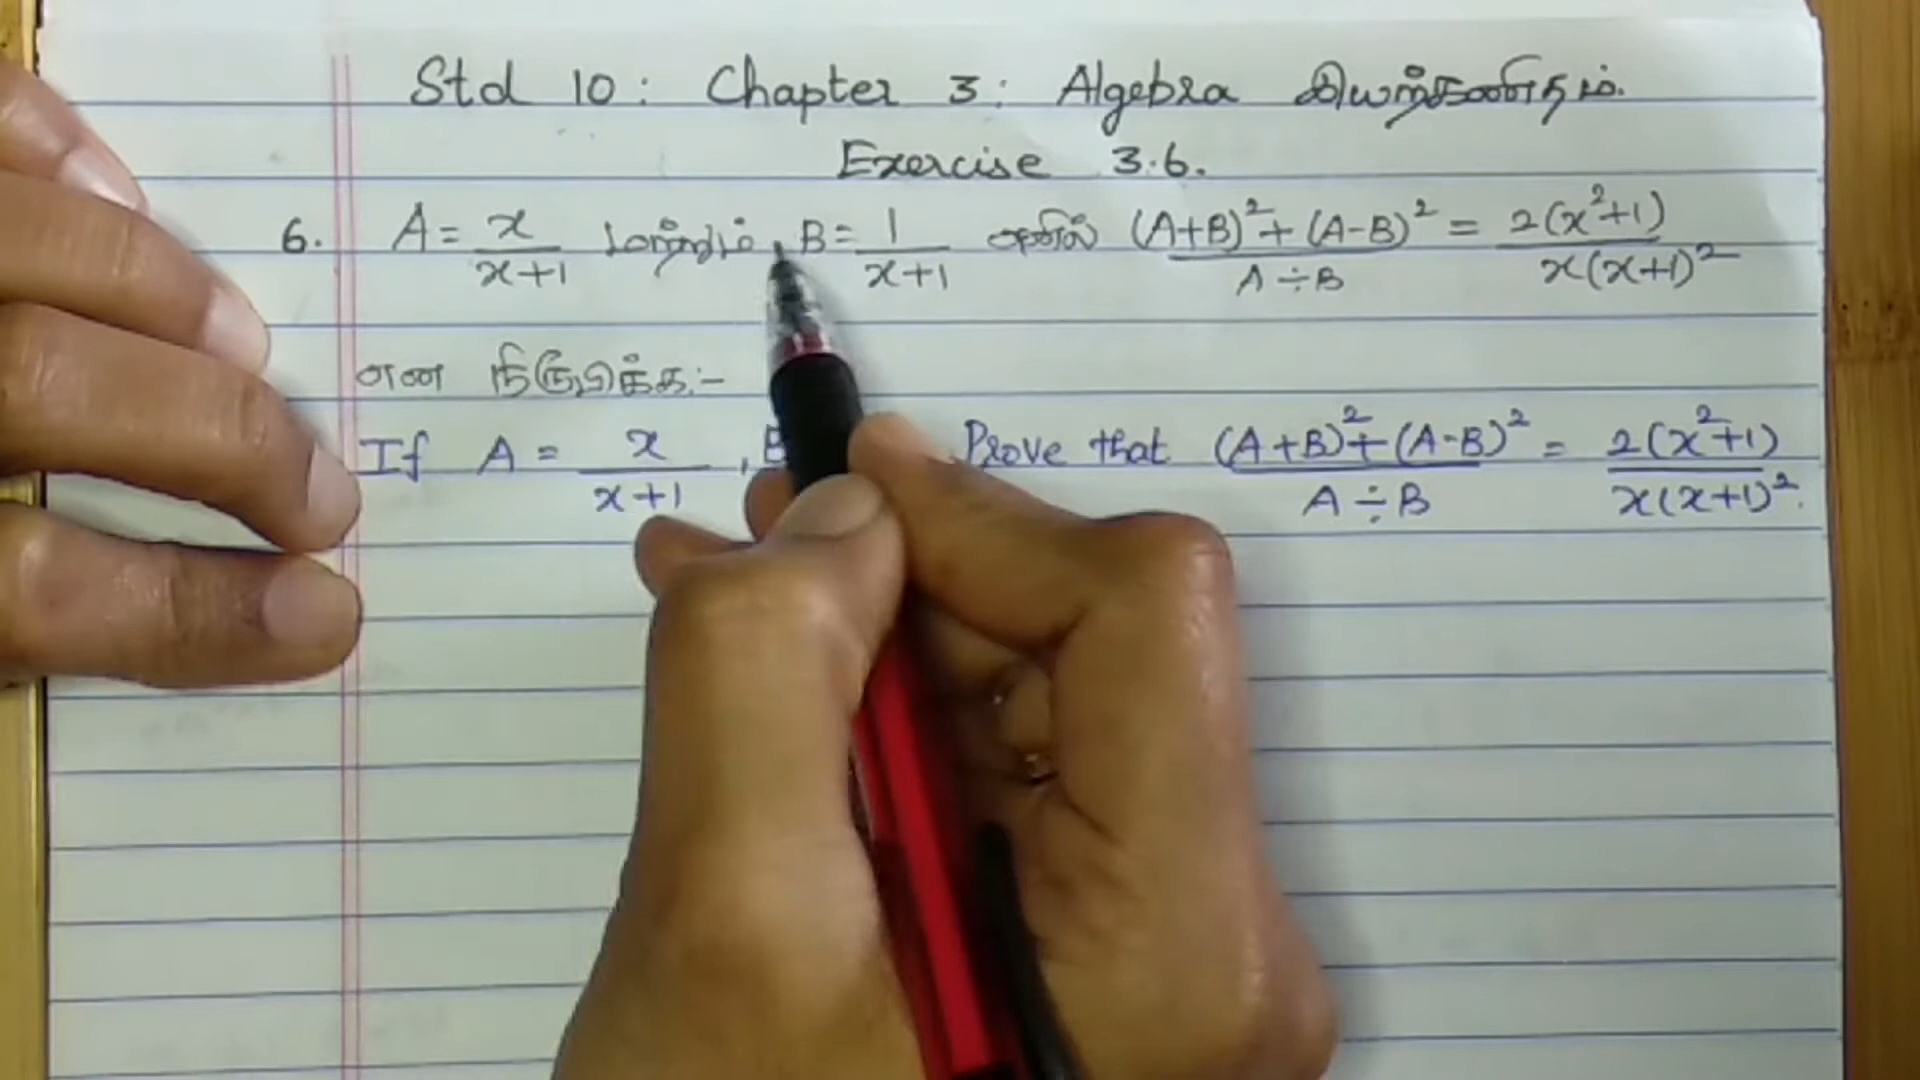 Std 10 : Chapter 3 : Algebra இயற்கணிதம்.
Exercise 3.6.
6. A = x/(x+1) மற்றும் B = 1/(x+1) எனில் ((A+B)²+(A-B)²)/(A÷B) = 2(x²+1)/(x(x+1)²)
என நிரூபிக்க:-
If A = x/(x+1), B Prove that ((A+B)²+(A-B)²)/(A÷B) = 2(x²+1)/(x(x+1)²).